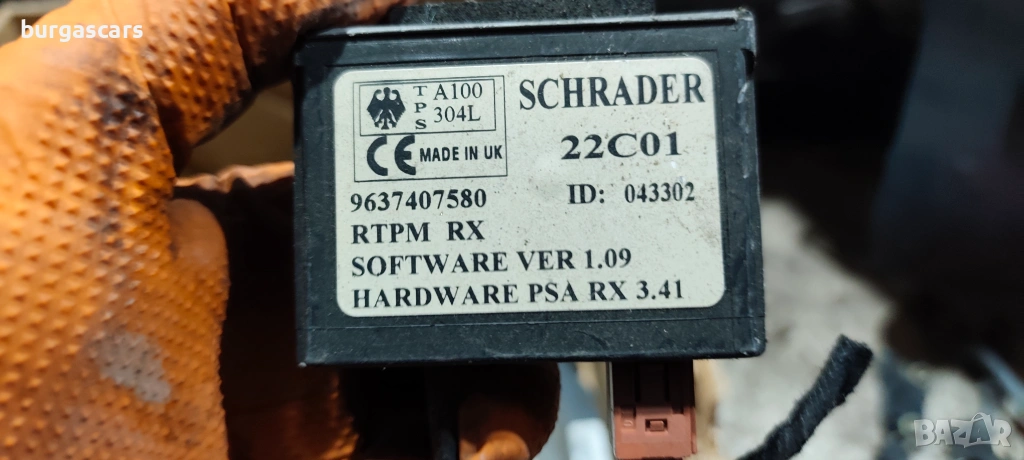 burgascars
TPS A100
304L
SCHRADER
CE MADE IN UK
22C01
9637407580
ID: 043302
RTPM RX
SOFTWARE VER 1.09
HARDWARE PSA RX 3.41
BAZAR